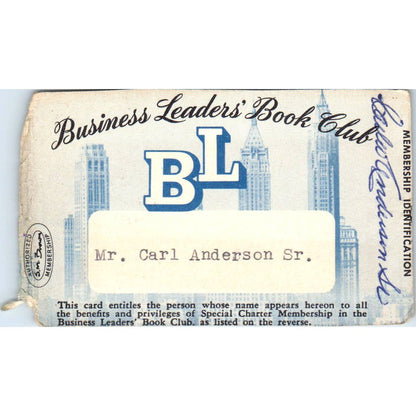 Business Leaders' Book Club
BL
MEMBERSHIP IDENTIFICATION
Mr. Carl Anderson Sr.
AUTHORIZED
MEMBERSHIP
This card entitles the person whose name appears hereon to all
the benefits and privileges of Special Charter Membership in the
Business Leaders' Book Club, as listed on the reverse.